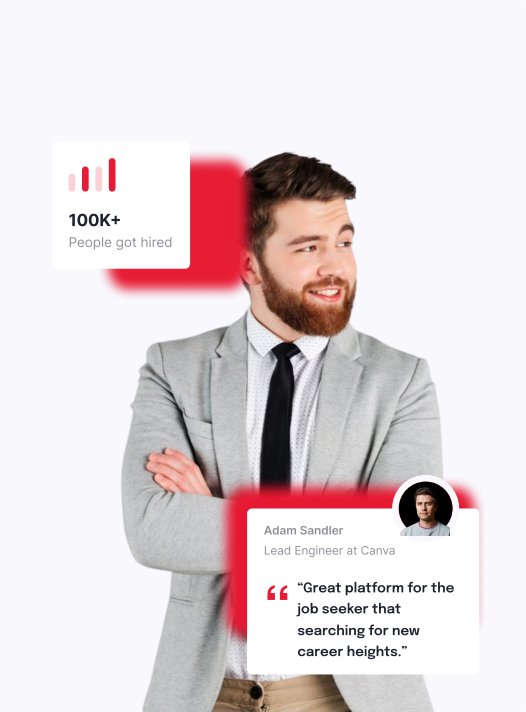 100K+
People got hired
Adam Sandler
Lead Engineer at Canva
“Great platform for the
job seeker that
searching for new
career heights.”